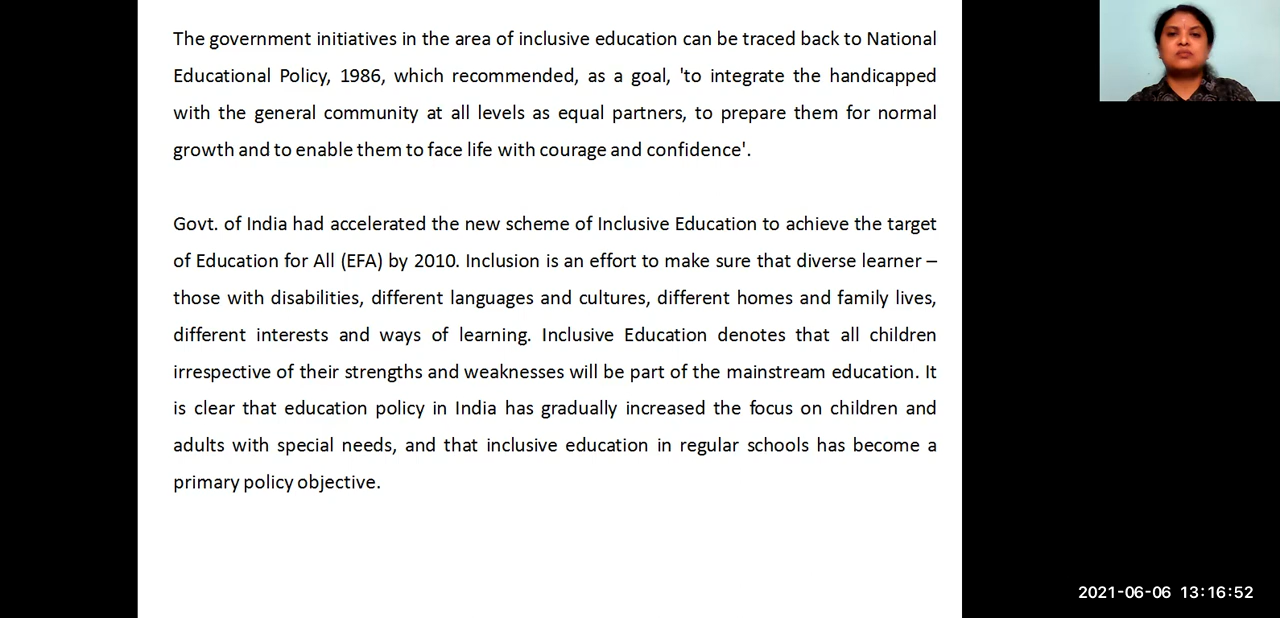 The government initiatives in the area of inclusive education can be traced back to National
Educational Policy, 1986, which recommended, as a goal, 'to integrate the handicapped
with the general community at all levels as equal partners, to prepare them for normal
growth and to enable them to face life with courage and confidence'.
Govt. of India had accelerated the new scheme of Inclusive Education to achieve the target
of Education for All (EFA) by 2010. Inclusion is an effort to make sure that diverse learner –
those with disabilities, different languages and cultures, different homes and family lives,
different interests and ways of learning. Inclusive Education denotes that all children
irrespective of their strengths and weaknesses will be part of the mainstream education. It
is clear that education policy in India has gradually increased the focus on children and
adults with special needs, and that inclusive education in regular schools has become a
primary policy objective.
2021-06-06 13:16:52